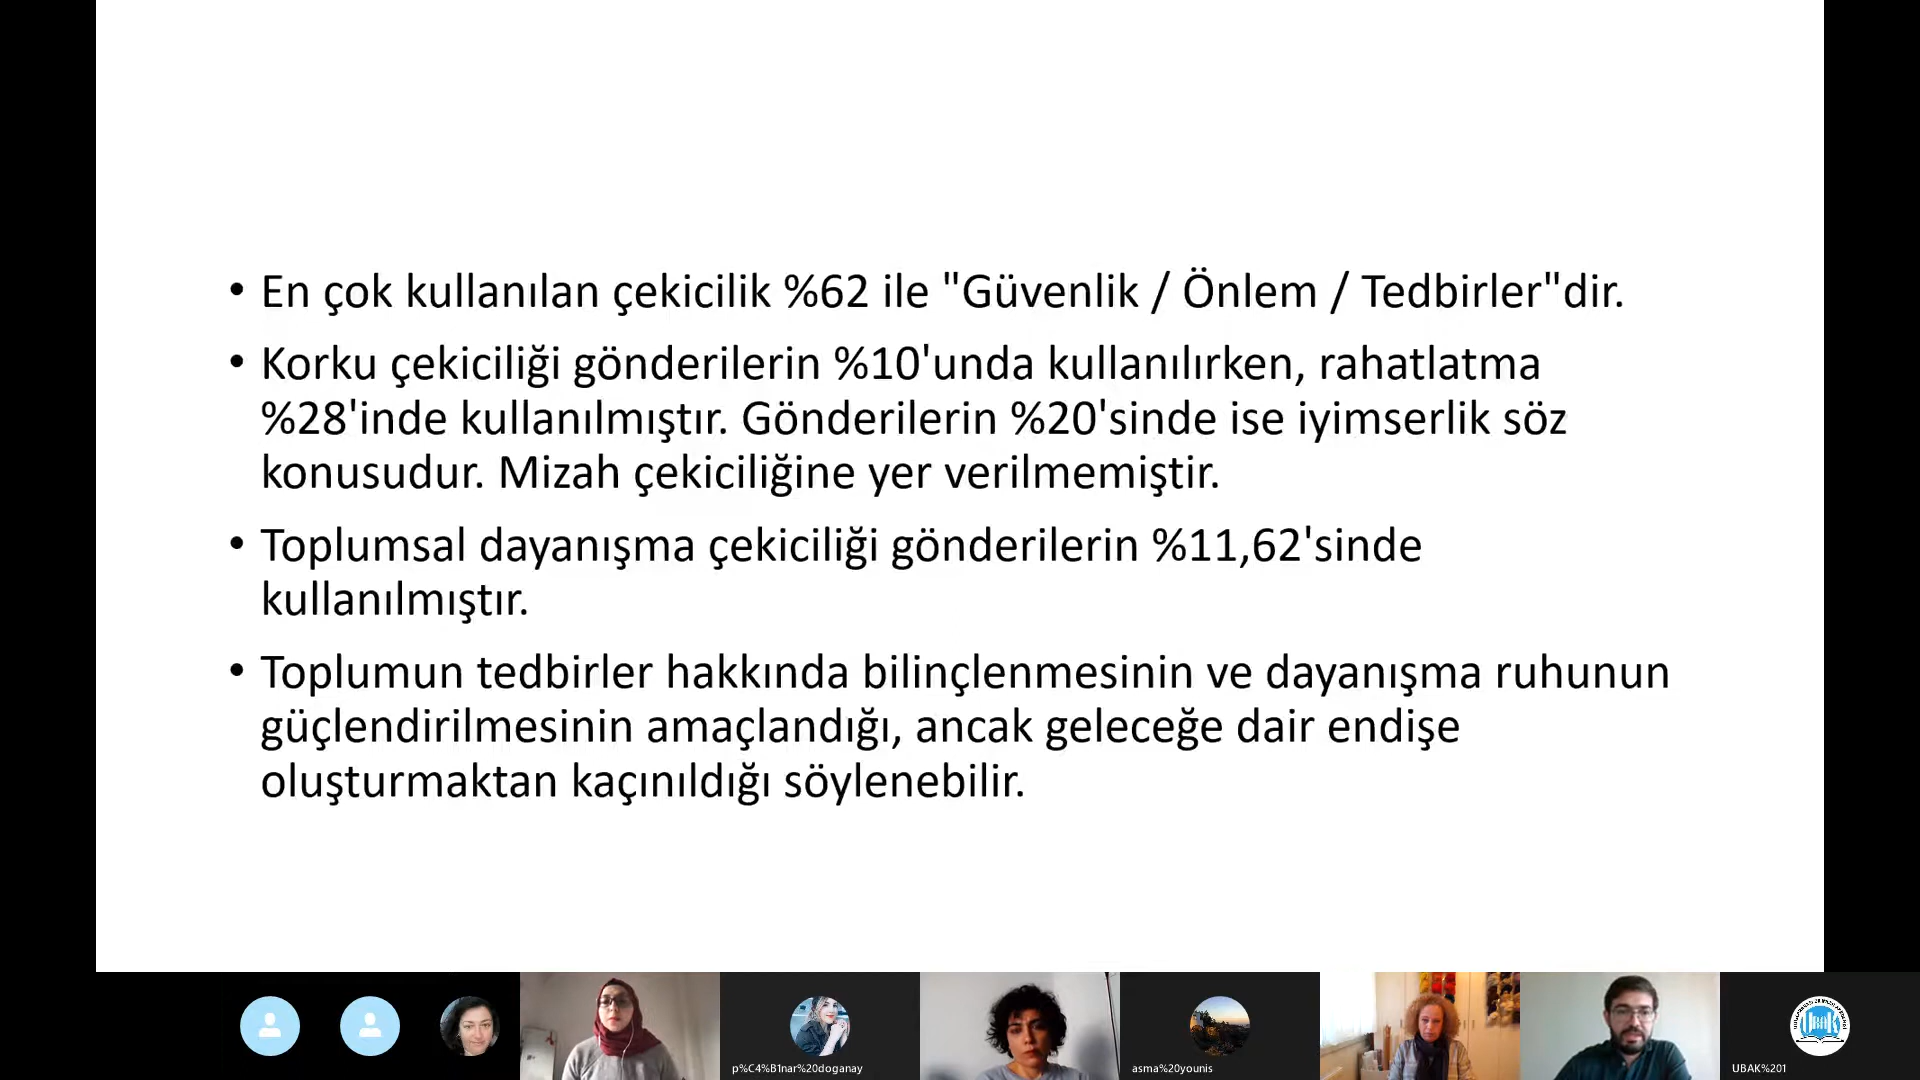 • En çok kullanılan çekicilik %62 ile "Güvenlik / Önlem / Tedbirler"dir.
• Korku çekiciliği gönderilerin %10'unda kullanılırken, rahatlatma
%28'inde kullanılmıştır. Gönderilerin %20'sinde ise iyimserlik söz
konusudur. Mizah çekiciliğine yer verilmemiştir.
• Toplumsal dayanışma çekiciliği gönderilerin %11,62'sinde
kullanılmıştır.
• Toplumun tedbirler hakkında bilinçlenmesinin ve dayanışma ruhunun
güçlendirilmesinin amaçlandığı, ancak geleceğe dair endişe
oluşturmaktan kaçınıldığı söylenebilir.
p%C4%B1nar%20doganay
asma%20younis
UBAK%201
UBAK